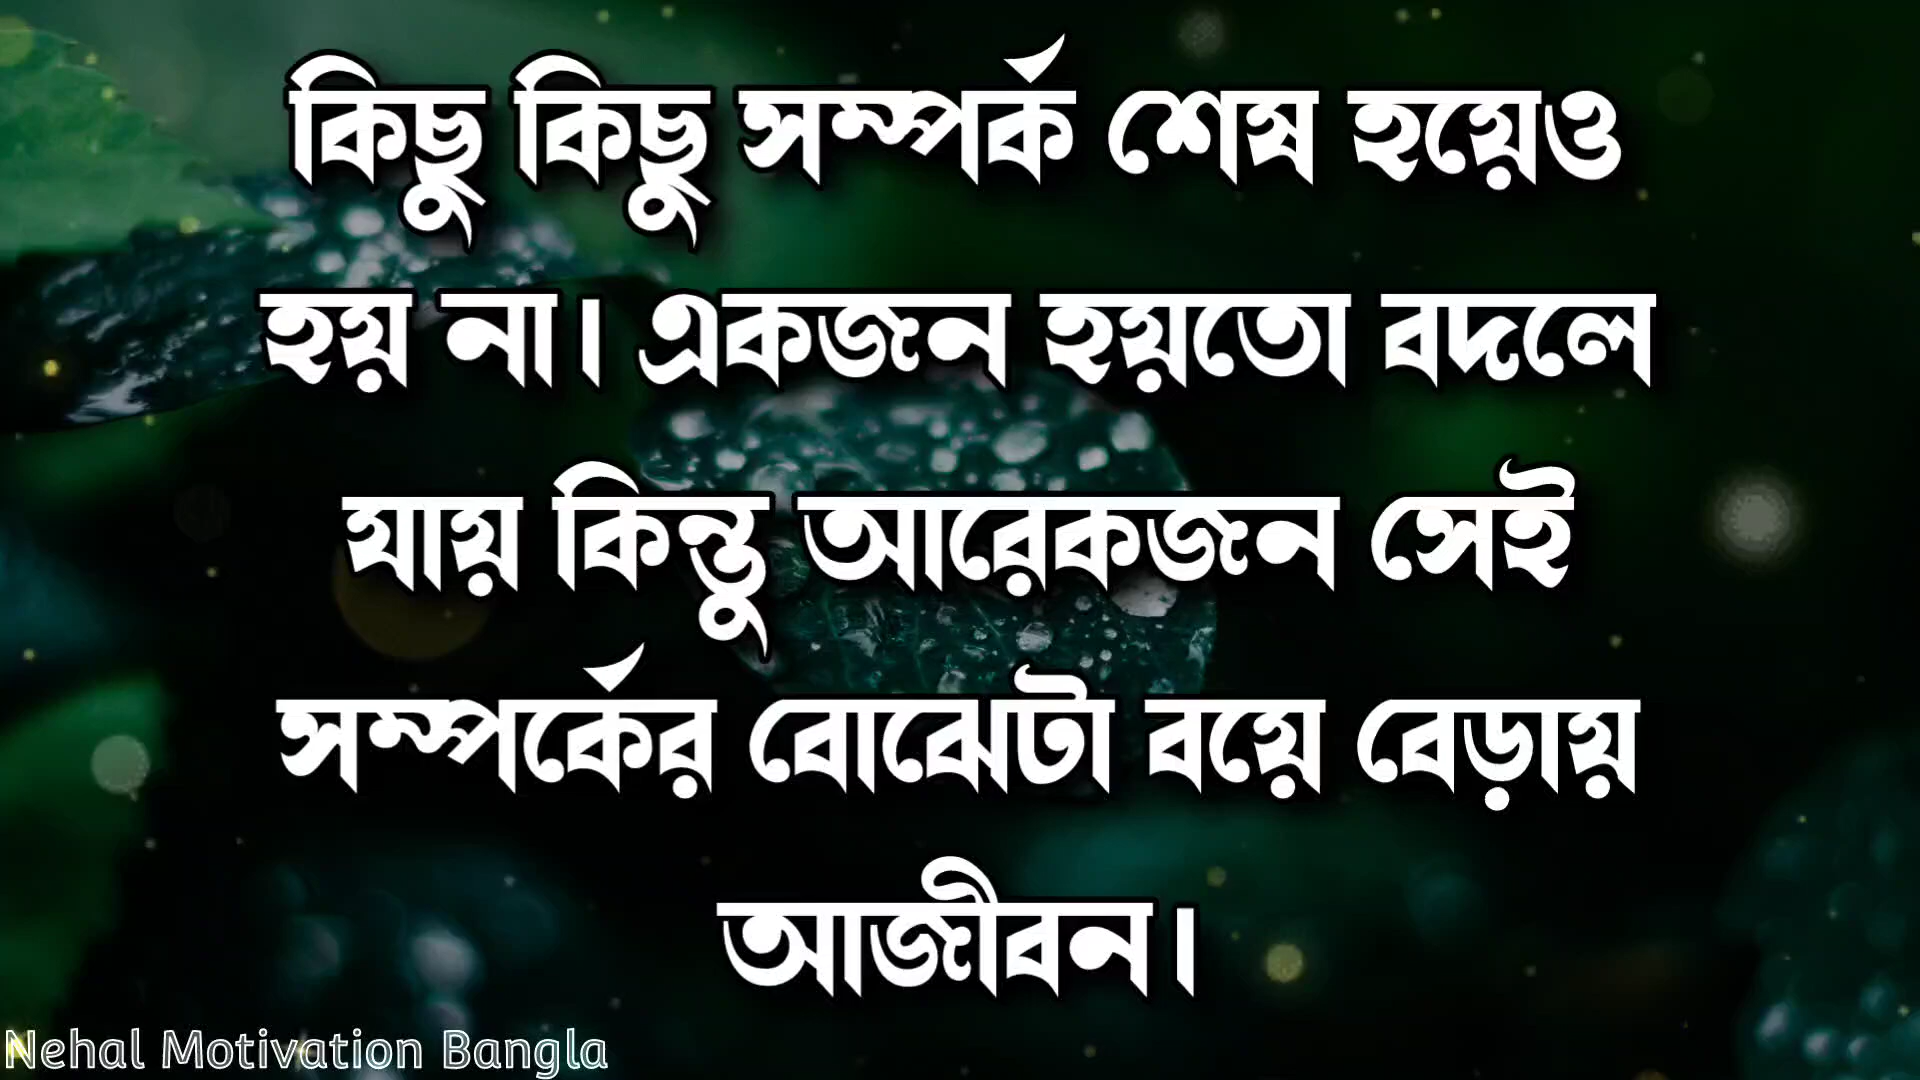 কিছু কিছু সম্পর্ক শেষ হয়েও
হয় না। একজন হয়তো বদলে
যায় কিন্তু আরেকজন সেই
সম্পর্কের বোঝেটা বয়ে বেড়ায়
আজীবন।
Nehal Motivation Bangla